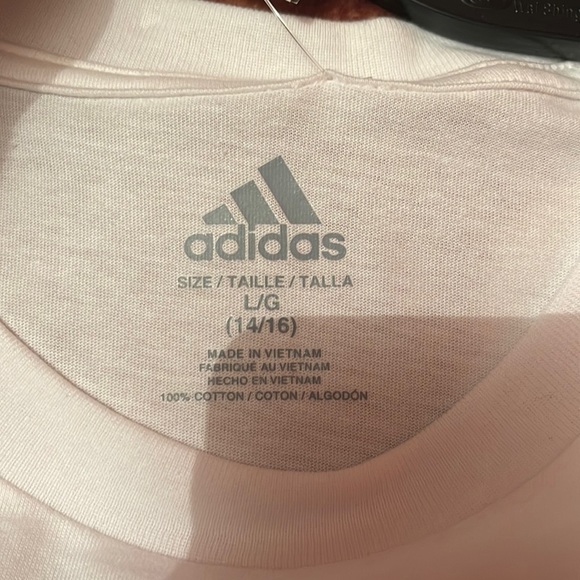 adidas
SIZE / TAILLE / TALLA
L/G
(14/16)
MADE IN VIETNAM
FABRIQUÉ AU VIETNAM
HECHO EN VIETNAM
100% COTTON / COTON / ALGODÓN